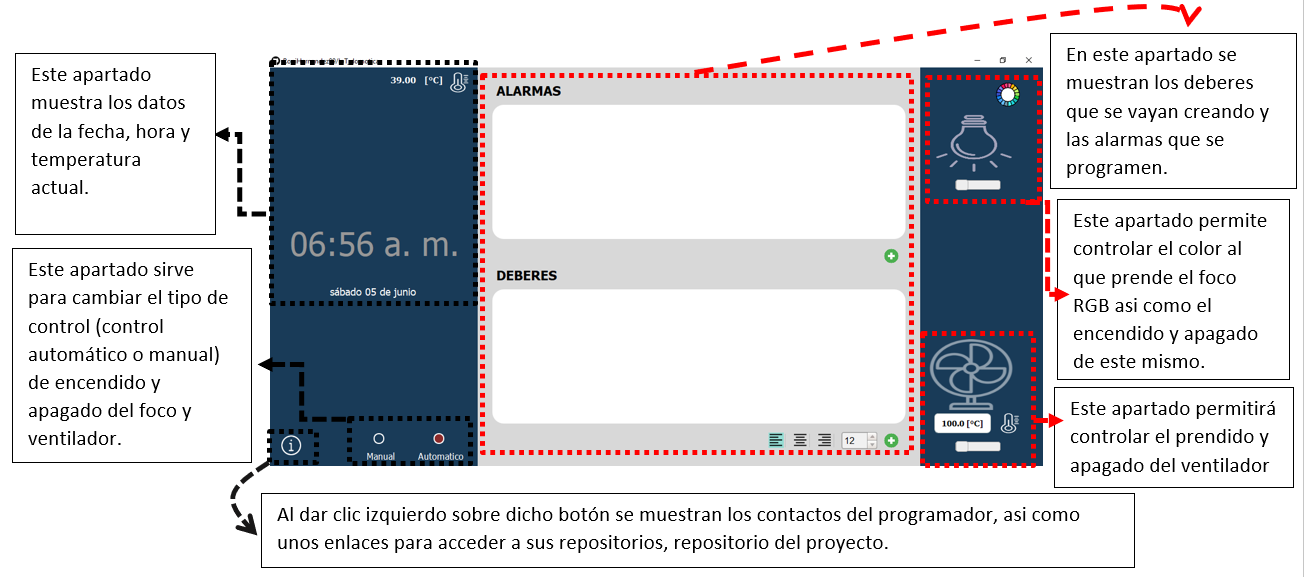 Este apartado
muestra los datos
de la fecha, hora y
temperatura
actual.
Este apartado sirve
para cambiar el tipo de
control (control
automático o manual)
de encendido y
apagado del foco y
ventilador.
39.00 [°C]
06:56 a. m.
sábado 05 de junio
Manual
Automatico
ALARMAS
DEBERES
12
100.0 [°C]
En este apartado se
muestran los deberes
que se vayan creando y
las alarmas que se
programen.
Este apartado permite
controlar el color al
que prende el foco
RGB asi como el
encendido y apagado
de este mismo.
Este apartado permitirá
controlar el prendido y
apagado del ventilador
Al dar clic izquierdo sobre dicho botón se muestran los contactos del programador, asi como
unos enlaces para acceder a sus repositorios, repositorio del proyecto.